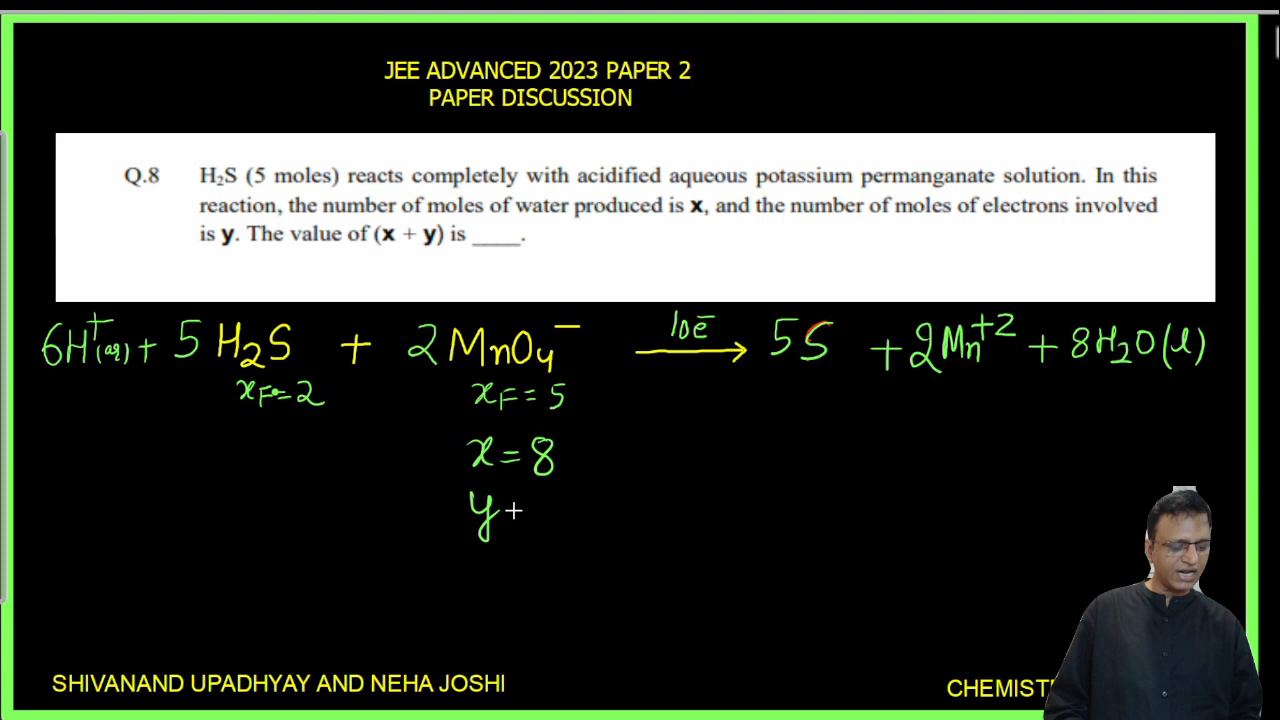 JEE ADVANCED 2023 PAPER 2
PAPER DISCUSSION
Q.8 H₂S (5 moles) reacts completely with acidified aqueous potassium permanganate solution. In this
reaction, the number of moles of water produced is x, and the number of moles of electrons involved
is y. The value of (x + y) is ____.
6H⁺(aq) + 5 H₂S + 2 MnO₄⁻ —10e⁻→ 5S + 2Mn⁺² + 8H₂O(l)
x_F = 2 x_F = 5
x = 8
y
SHIVANAND UPADHYAY AND NEHA JOSHI